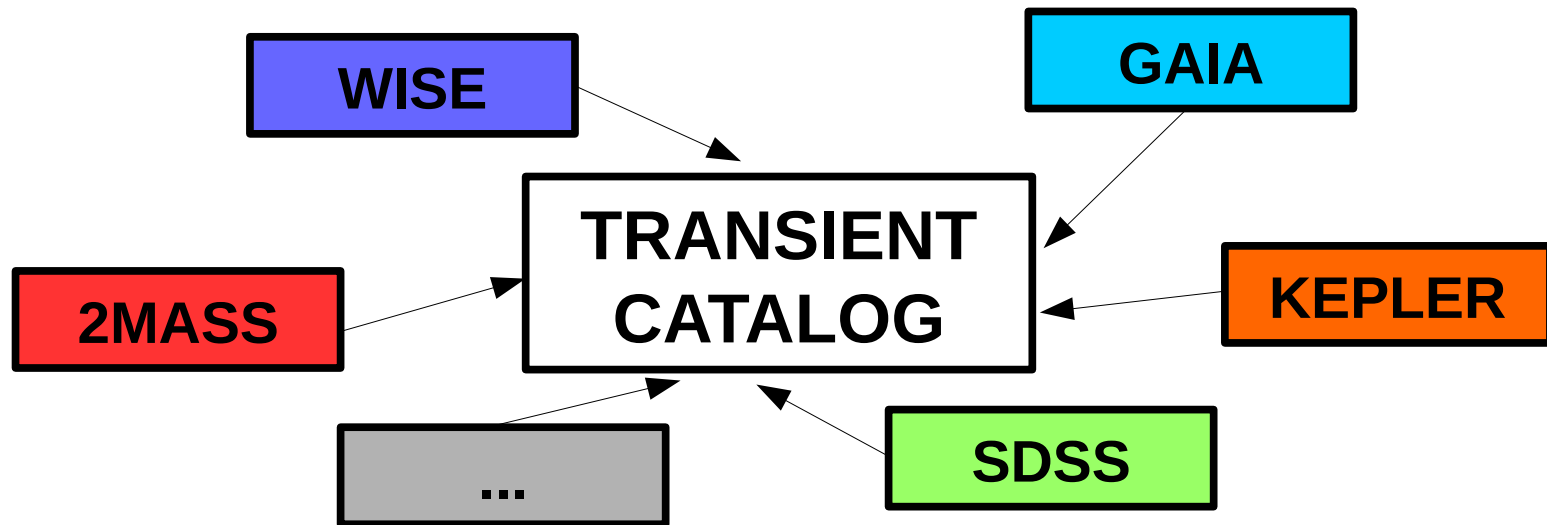 WISE
GAIA
TRANSIENT
CATALOG
2MASS
KEPLER
...
SDSS